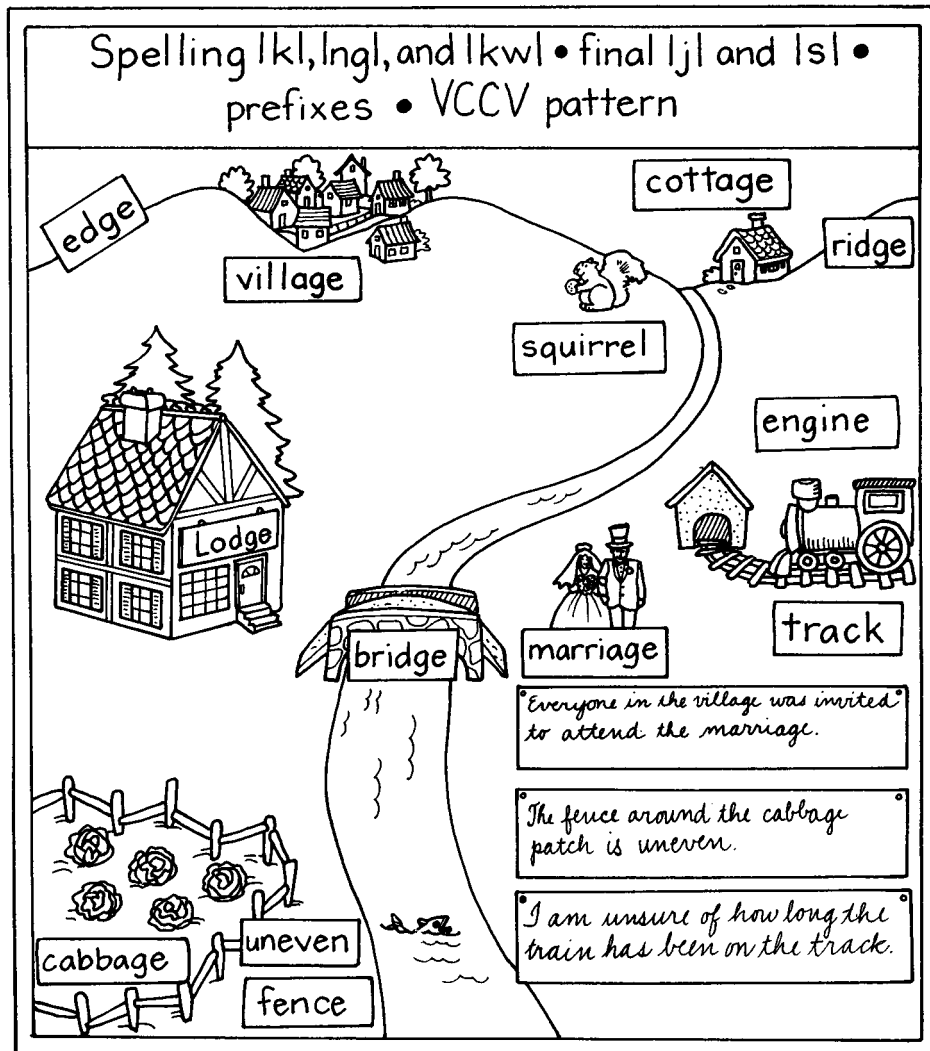 Spelling |k|, |ng|, and |kw| • final |j| and |s| •
prefixes • VCCV pattern
edge
village
cottage
ridge
squirrel
engine
Lodge
track
bridge
marriage
Everyone in the village was invited
to attend the marriage.
The fence around the cabbage
patch is uneven.
I am unsure of how long the
train has been on the track.
cabbage
uneven
fence